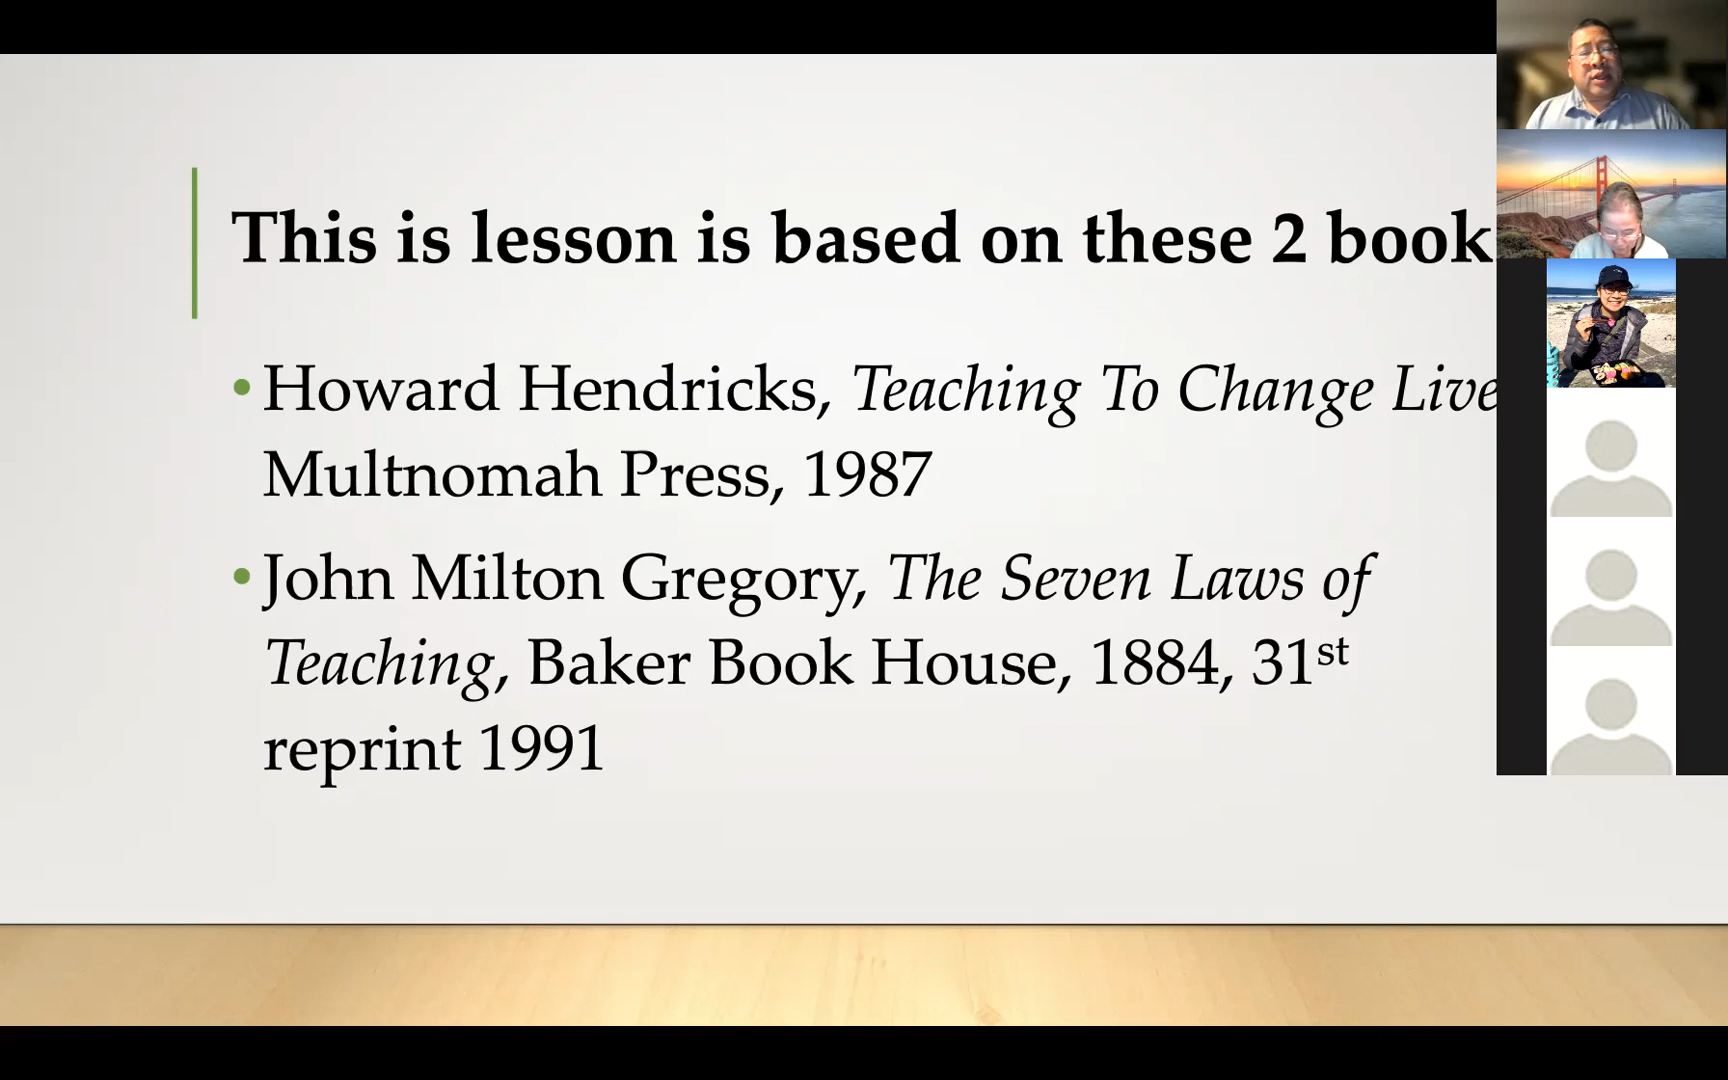 This is lesson is based on these 2 book
• Howard Hendricks, Teaching To Change Live
Multnomah Press, 1987
• John Milton Gregory, The Seven Laws of
Teaching, Baker Book House, 1884, 31st
reprint 1991